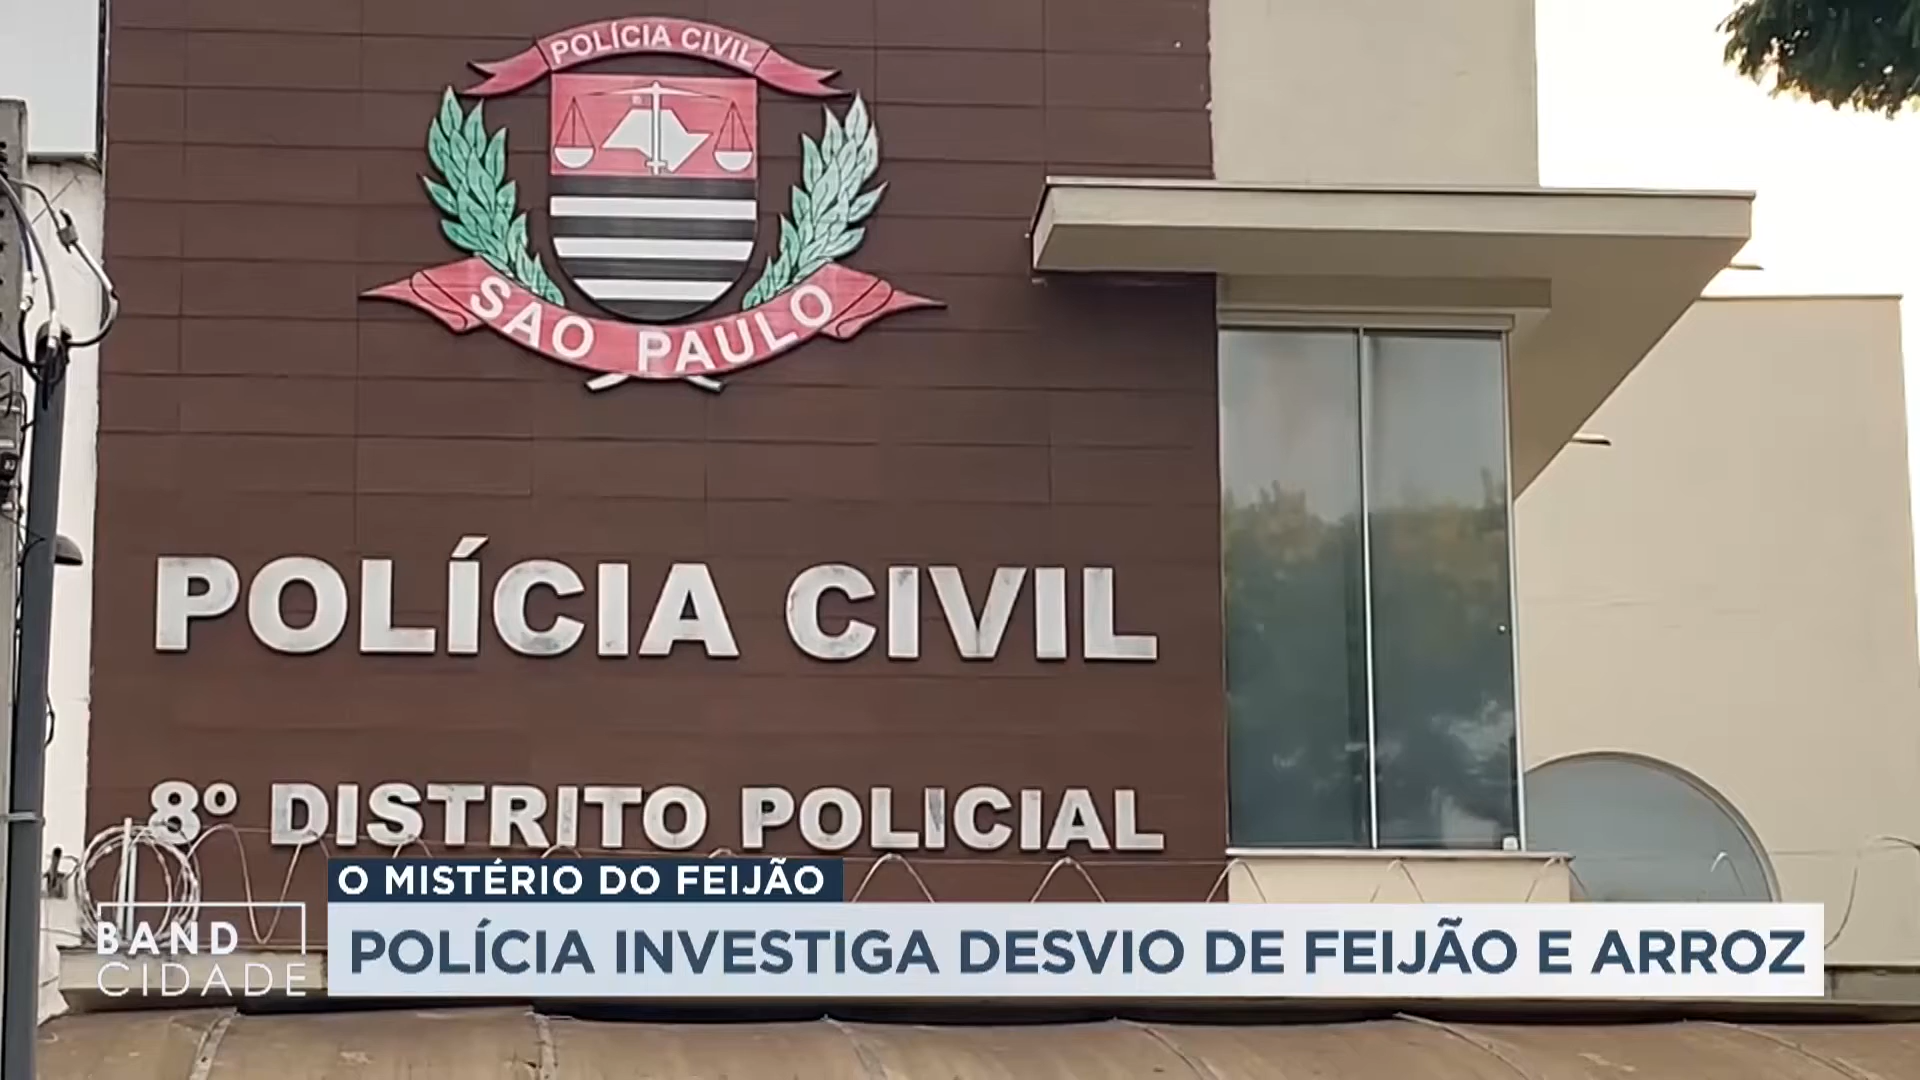 POLÍCIA CIVIL
SÃO PAULO
POLÍCIA CIVIL
8º DISTRITO POLICIAL
O MISTÉRIO DO FEIJÃO
BAND
CIDADE
POLÍCIA INVESTIGA DESVIO DE FEIJÃO E ARROZ